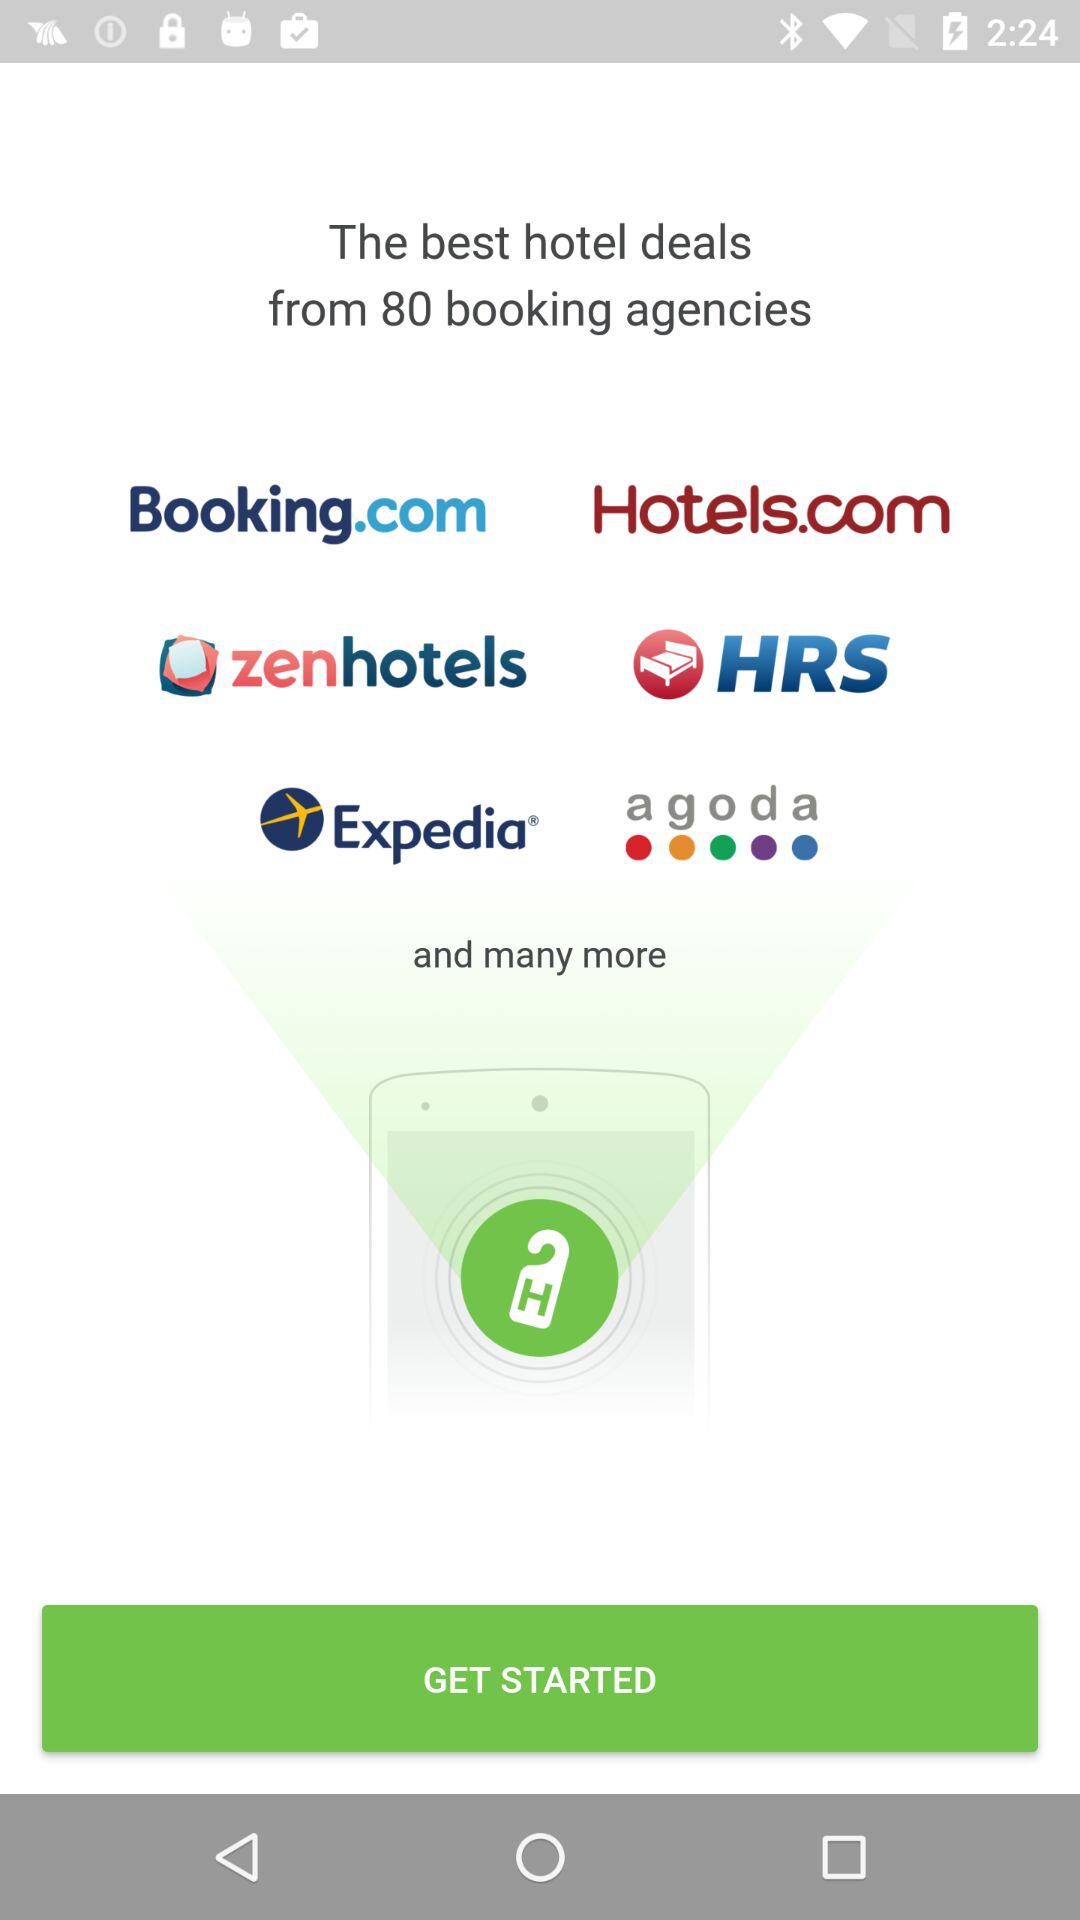 2:24
The best hotel deals
from 80 booking agencies
Booking.com
Hotels.com
zenhotels
HRS
Expedia®
agoda
and many more
H
GET STARTED